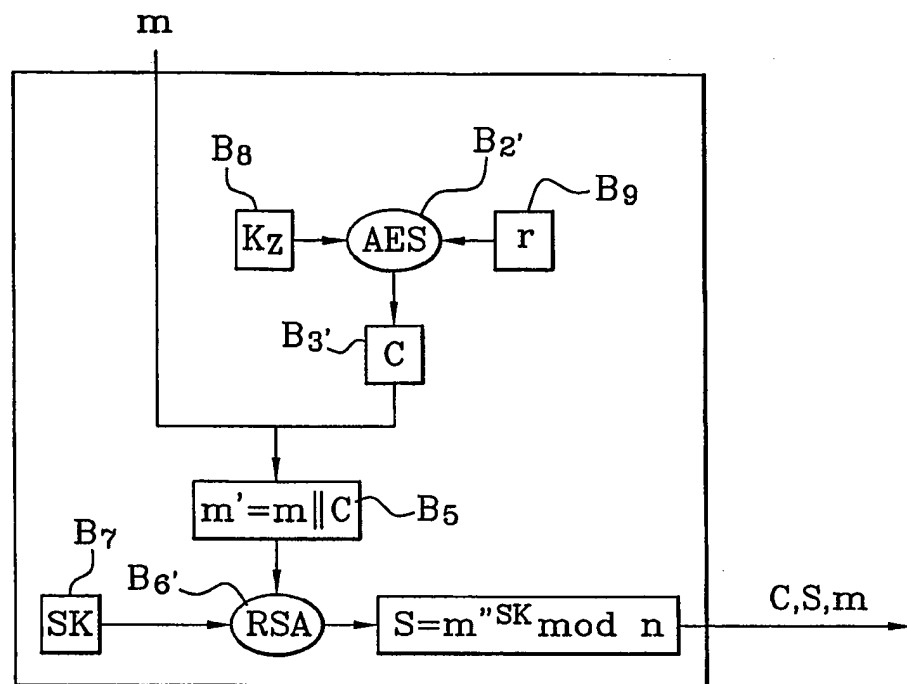 m
B8
B2'
B9
Kz
AES
r
B3'
C
m'=m||C
B5
B7
B6'
SK
RSA
S=m"SK mod n
C,S,m